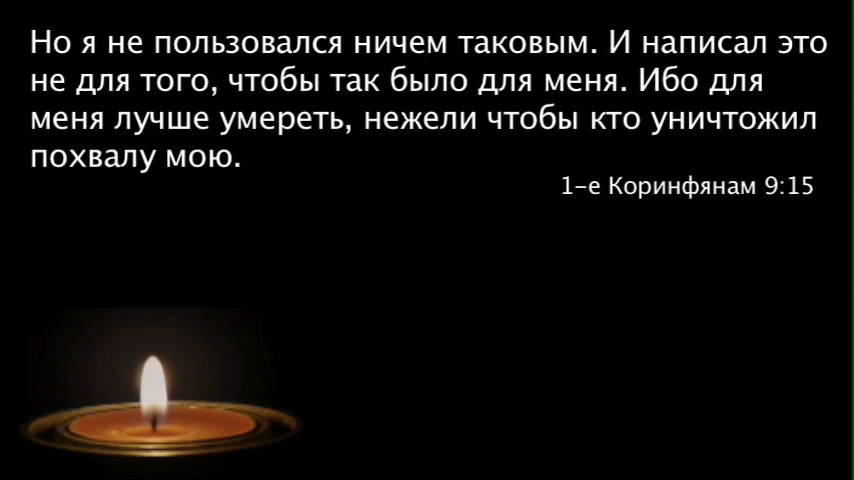 Но я не пользовался ничем таковым. И написал это
не для того, чтобы так было для меня. Ибо для
меня лучше умереть, нежели чтобы кто уничтожил
похвалу мою.
1-е Коринфянам 9:15